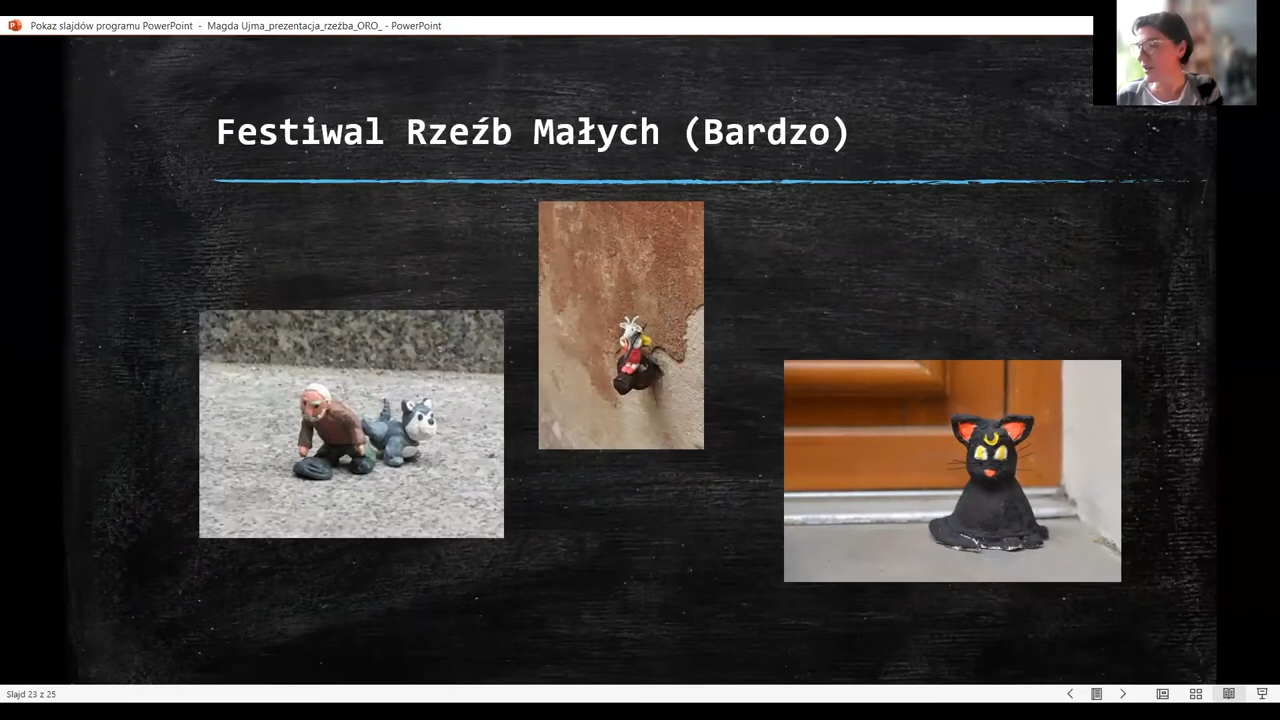 Pokaz slajdów programu PowerPoint - Magda Ujma_prezentacja_rzeźba_ORO_ - PowerPoint
Festiwal Rzeźb Małych (Bardzo)
Slajd 23 z 25